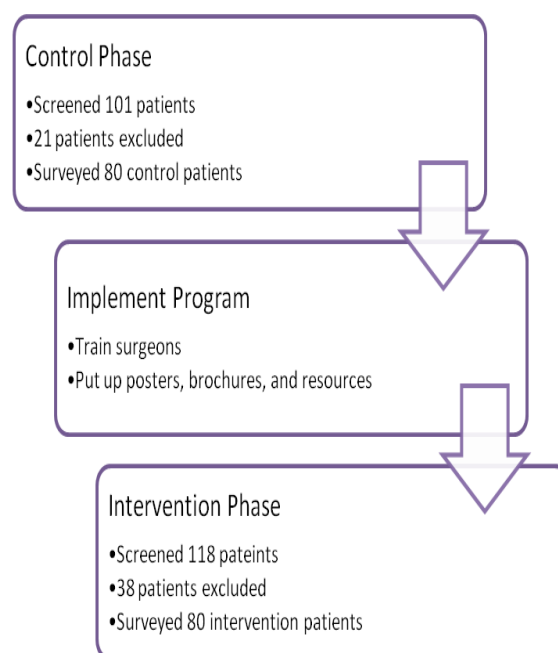 Control Phase
•Screened 101 patients
•21 patients excluded
•Surveyed 80 control patients
Implement Program
•Train surgeons
•Put up posters, brochures, and resources
Intervention Phase
•Screened 118 pateints
•38 patients excluded
•Surveyed 80 intervention patients